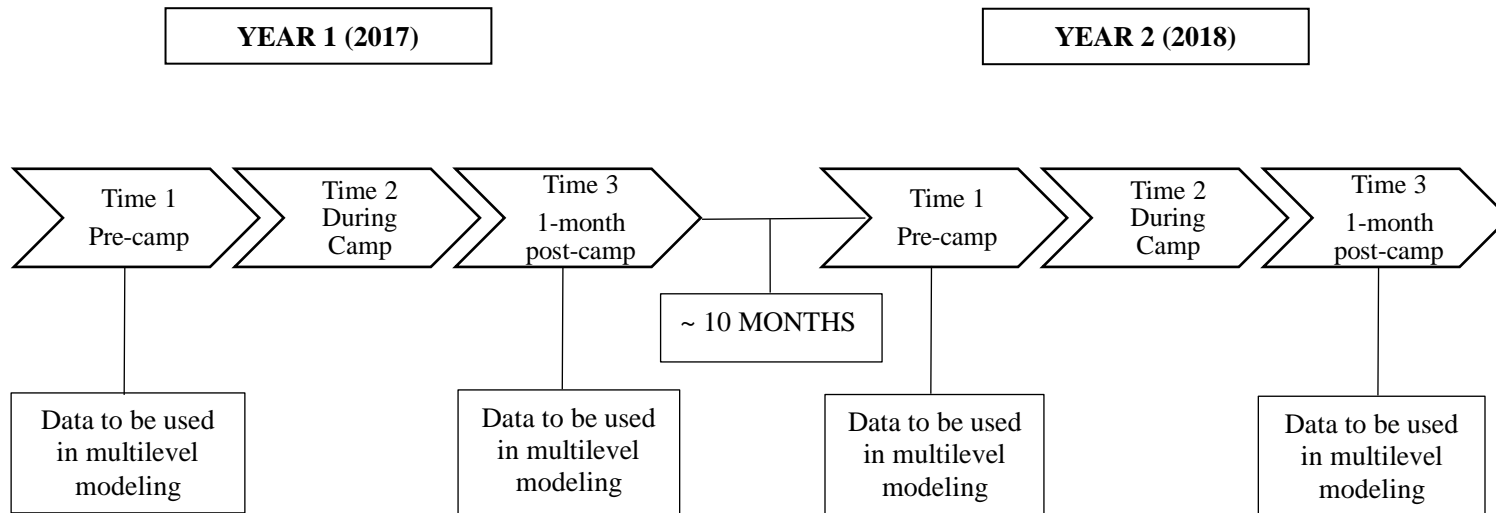 YEAR 1 (2017)
YEAR 2 (2018)
Time 1
Pre-camp
Time 2
During
Camp
Time 3
1-month
post-camp
Time 1
Pre-camp
Time 2
During
Camp
Time 3
1-month
post-camp
~ 10 MONTHS
Data to be used
in multilevel
modeling
Data to be used
in multilevel
modeling
Data to be used
in multilevel
modeling
Data to be used
in multilevel
modeling